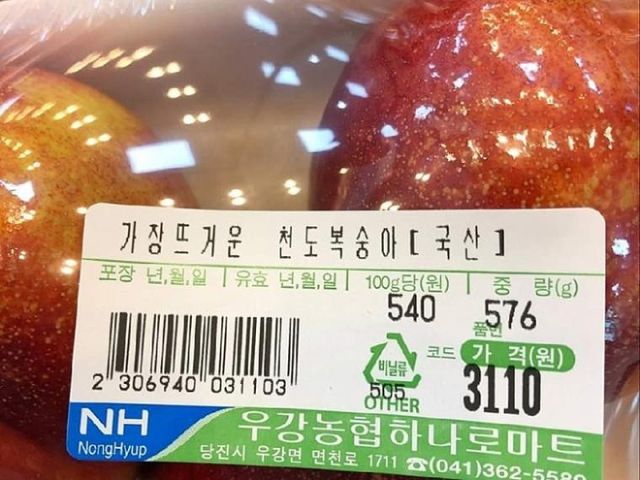 가장뜨거운 천도복숭아[국산]
포장 년,월,일 유효 년,월,일 100g당(원) 중 량(g)
540 576
품번
코드 가 격(원)
비닐류
505 3110
OTHER
2 306940 031103
NH 우강농협하나로마트
NongHyup 당진시 우강면 면천로 1711 ☎(041)362-5580